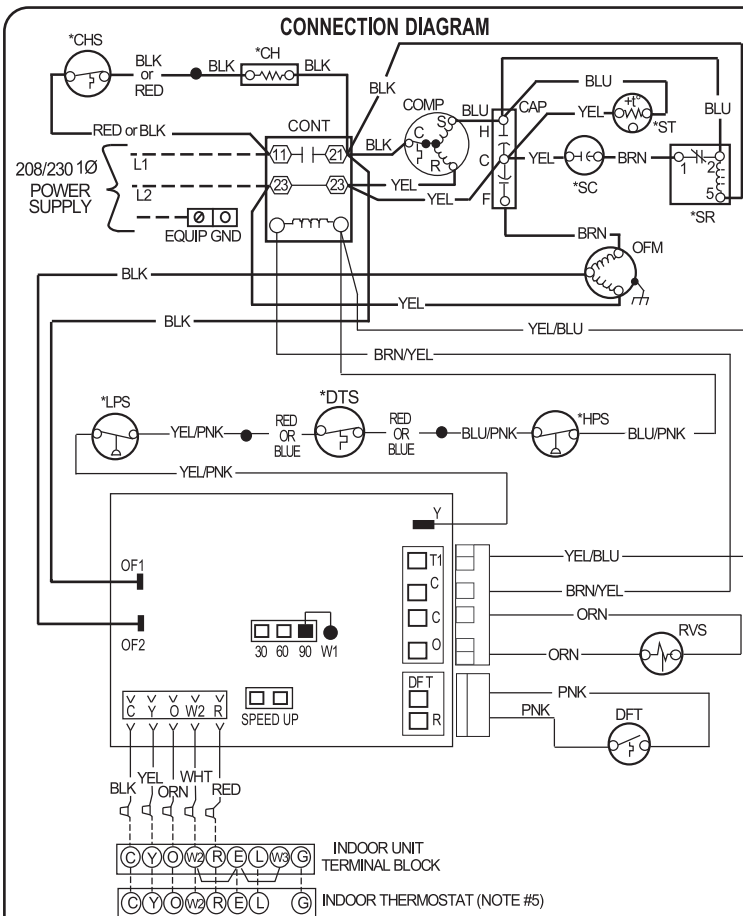 CONNECTION DIAGRAM
*CHS
BLK
or
RED
*CH
BLK
BLK
BLK
COMP
BLU
CAP
BLU
+t°
*ST
BLU
YEL
S
H
C
R
C
F
RED or BLK
CONT
BLK
YEL
BRN
1
2
5
*SC
*SR
208/230 1Ø
POWER
SUPPLY
L1
L2
11
21
23
23
YEL
YEL
EQUIP GND
BRN
OFM
BLK
YEL
BLK
YEL/BLU
BRN/YEL
*LPS
YEL/PNK
RED
OR
BLUE
*DTS
RED
OR
BLUE
BLU/PNK
*HPS
BLU/PNK
YEL/PNK
Y
OF1
T1
YEL/BLU
C
BRN/YEL
C
ORN
OF2
O
ORN
RVS
30 60 90 W1
DFT
PNK
C Y O W2 R
SPEED UP
R
PNK
DFT
BLK
YEL
ORN
WHT
RED
C Y O W2 R E L W3 G
INDOOR UNIT
TERMINAL BLOCK
C Y O W2 R E L G
INDOOR THERMOSTAT (NOTE #5)